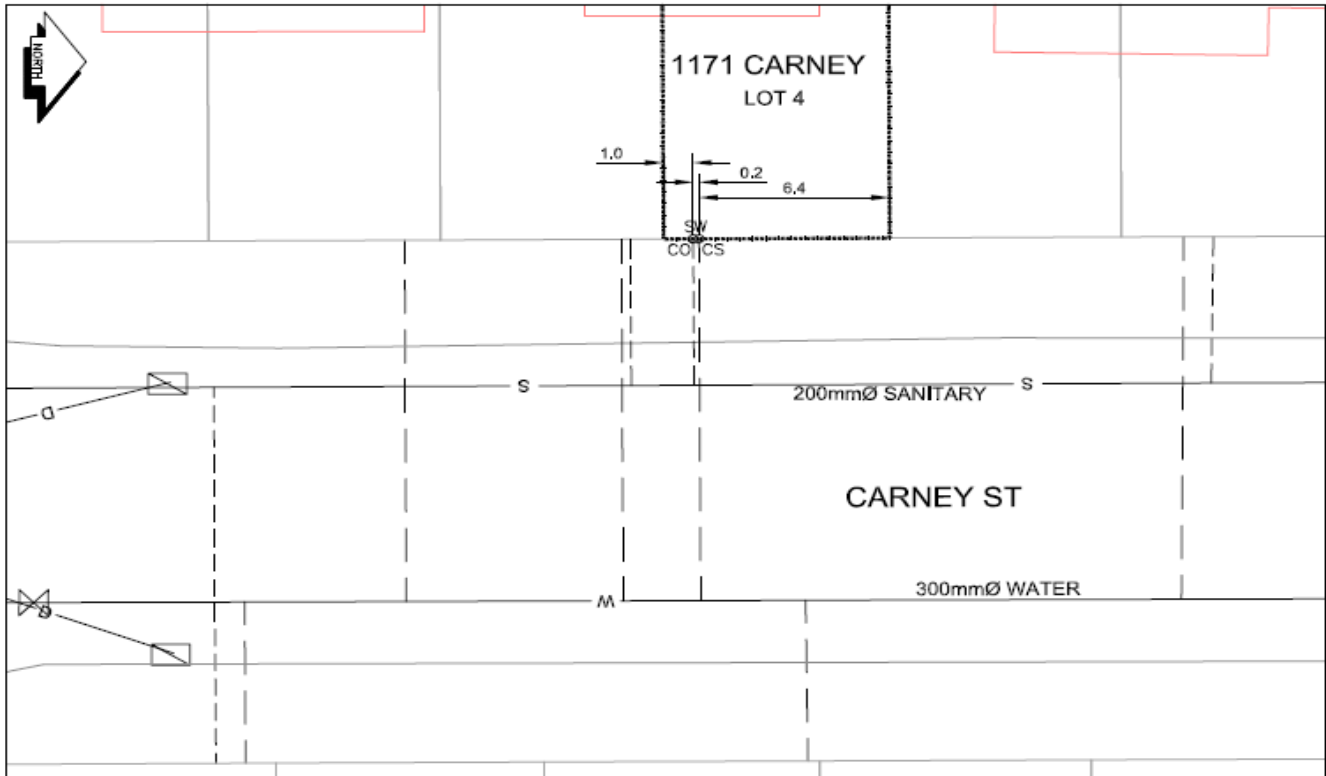 NORTH
1171 CARNEY
LOT 4
1.0
0.2
6.4
SW
CO CS
S
S
200mmØ SANITARY
D
CARNEY ST
300mmØ WATER
W
D